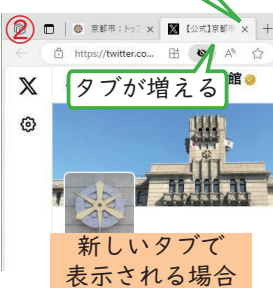 ②
京都市：トップ
【公式】京都
https://twitter.co...
タブが増える
館
新しいタブで
表示される場合